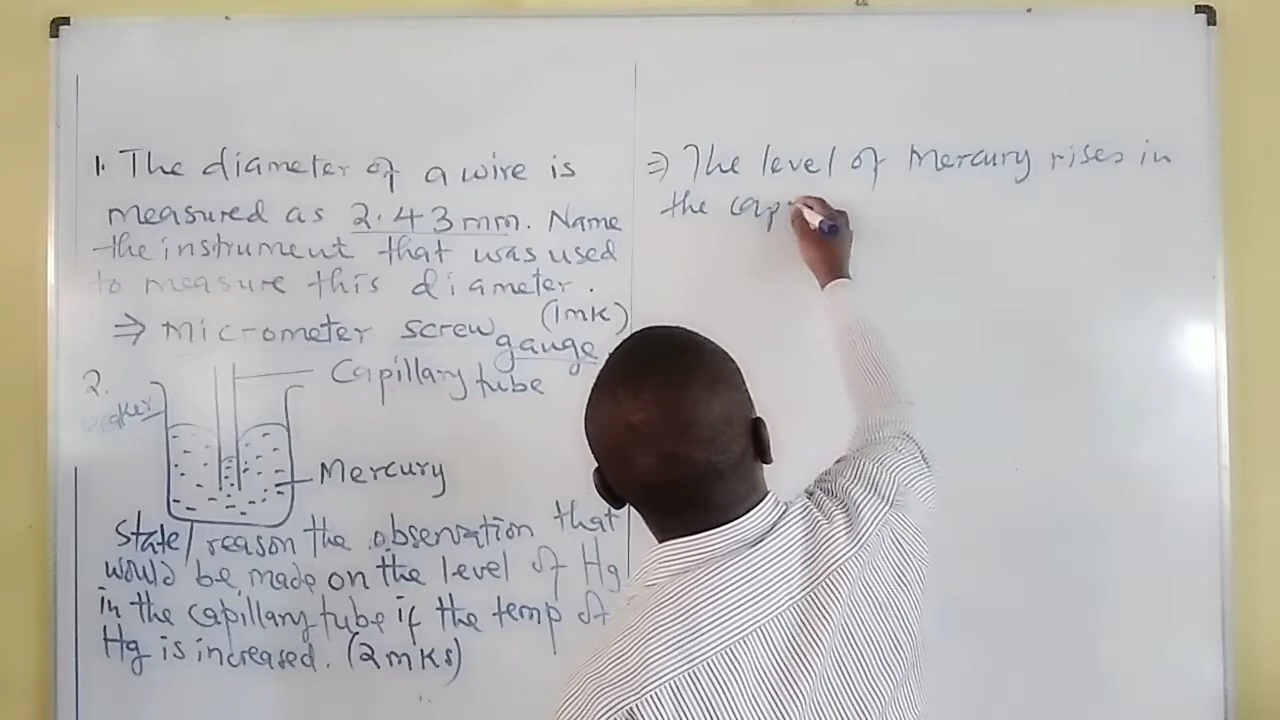 1. The diameter of a wire is
measured as 2.43mm. Name
the instrument that was used
to measure this diameter.
(1mk)
⇒ Micrometer screw
gauge.
2.
Capillary tube
Mercury
State/reason the observation that
would be made on the level of Hg
in the capillary tube if the temp of
Hg is increased. (2mks)
⇒ The level of Mercury rises in
the cap